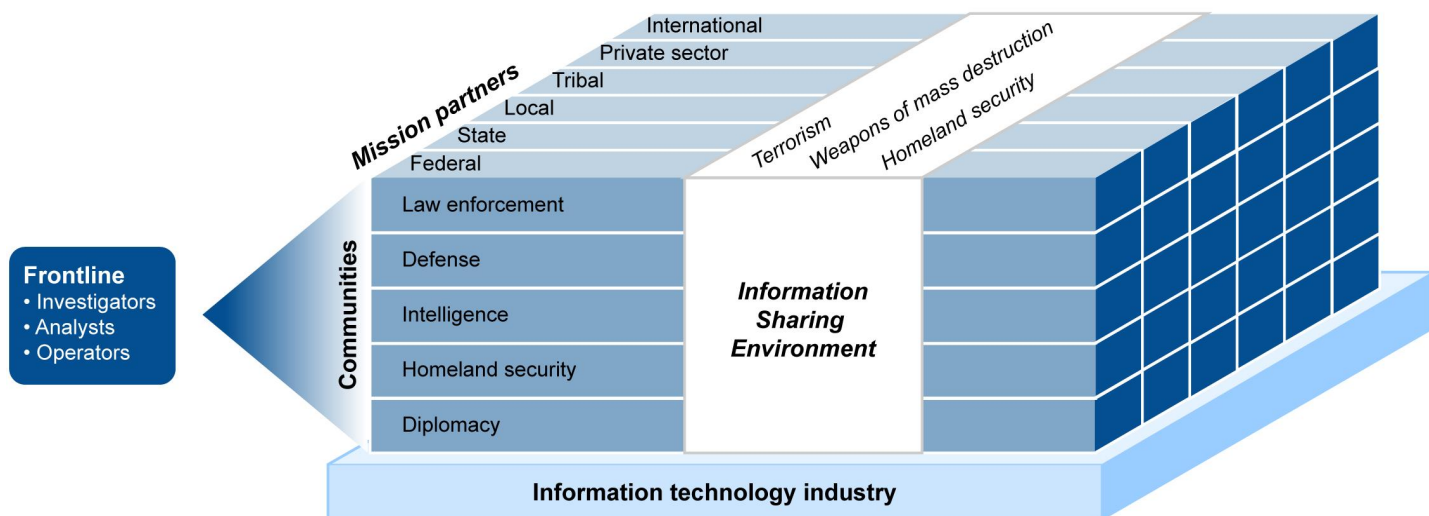 International
Private sector
Tribal
Local
State
Federal
Mission partners
Terrorism
Weapons of mass destruction
Homeland security
Communities
Law enforcement
Defense
Intelligence
Homeland security
Diplomacy
Information
Sharing
Environment
Frontline
• Investigators
• Analysts
• Operators
Information technology industry